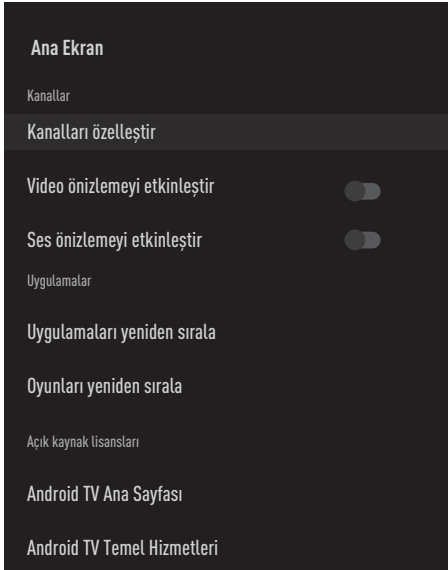 Ana Ekran
Kanallar
Kanalları özelleştir
Video önizlemeyi etkinleştir
Ses önizlemeyi etkinleştir
Uygulamalar
Uygulamaları yeniden sırala
Oyunları yeniden sırala
Açık kaynak lisansları
Android TV Ana Sayfası
Android TV Temel Hizmetleri